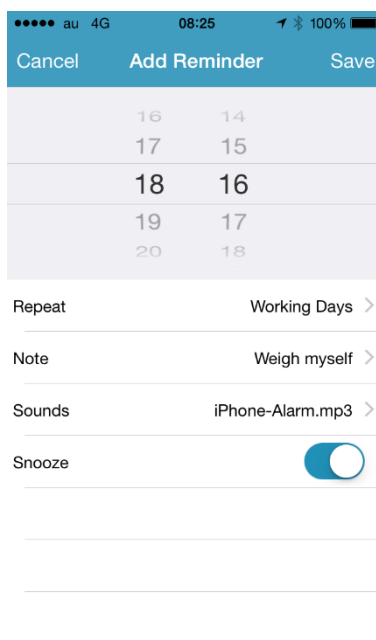 au 4G 08:25 100%
Cancel Add Reminder Save
16 14
17 15
18 16
19 17
20 18
Repeat Working Days
Note Weigh myself
Sounds iPhone-Alarm.mp3
Snooze